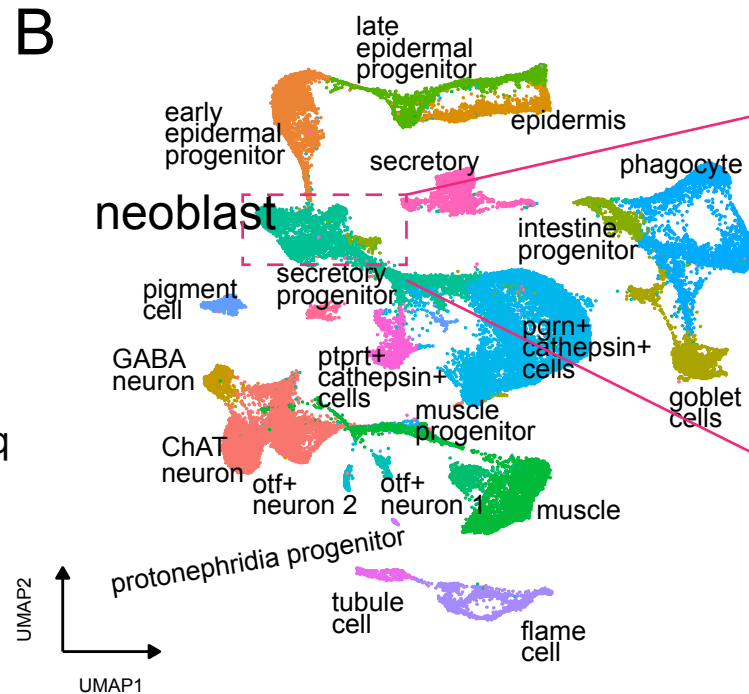 B
late
epidermal
progenitor
early
epidermal
progenitor
epidermis
secretory
phagocyte
neoblast
intestine
progenitor
secretory
progenitor
pigment
cell
pgrn+
cathepsin+
cells
ptprt+
cathepsin+
cells
GABA
neuron
goblet
cells
muscle
progenitor
q
ChAT
neuron
otf+
neuron 2
otf+
neuron 1
muscle
protonephridia progenitor
tubule
cell
flame
cell
UMAP2
UMAP1